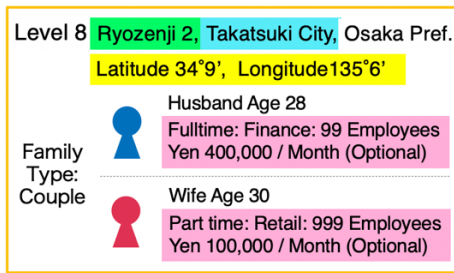 Level 8 Ryozenji 2, Takatsuki City, Osaka Pref.
Latitude 34˚9’, Longitude135˚6’
Family
Type:
Couple
Husband Age 28
Fulltime: Finance: 99 Employees
Yen 400,000 / Month (Optional)
Wife Age 30
Part time: Retail: 999 Employees
Yen 100,000 / Month (Optional)